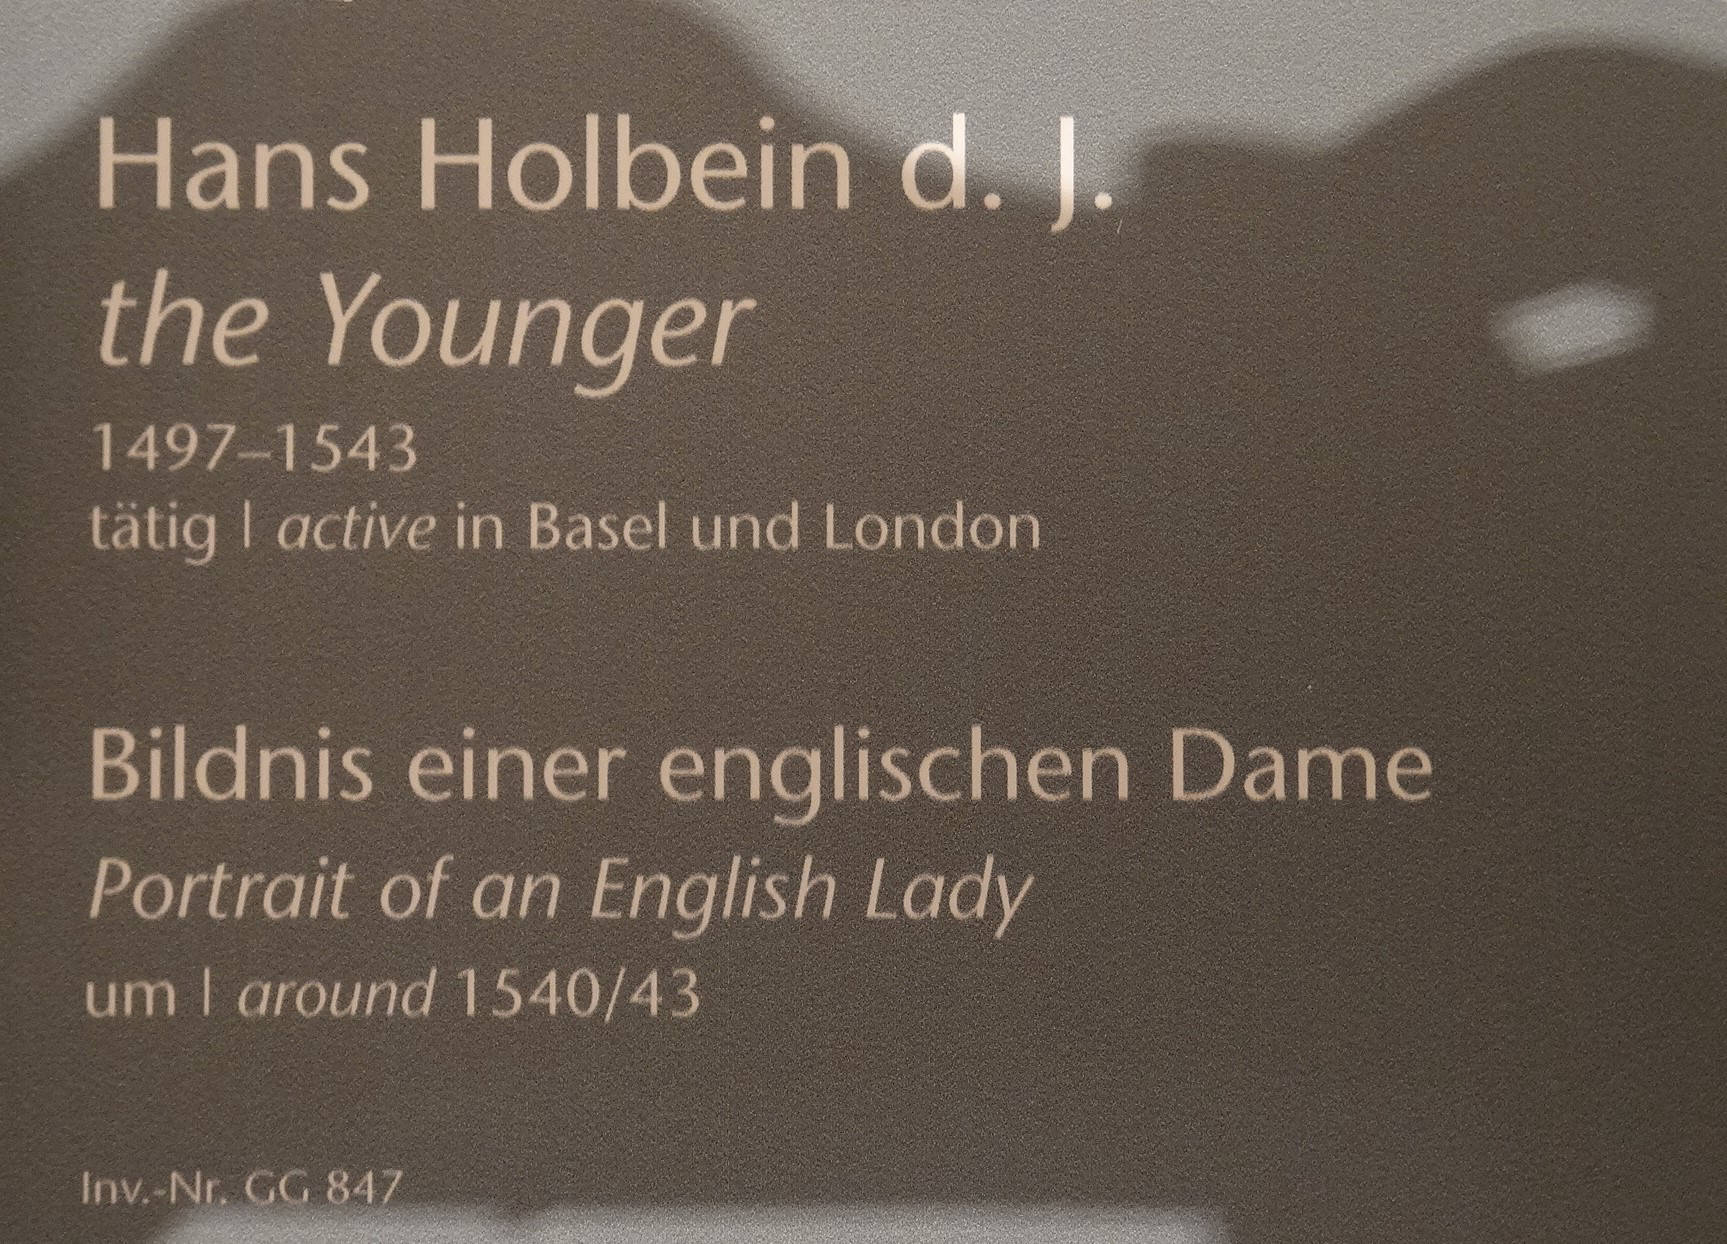 Hans Holbein d. J.
the Younger
1497–1543
tätig | active in Basel und London
Bildnis einer englischen Dame
Portrait of an English Lady
um | around 1540/43
Inv.-Nr. GG 847